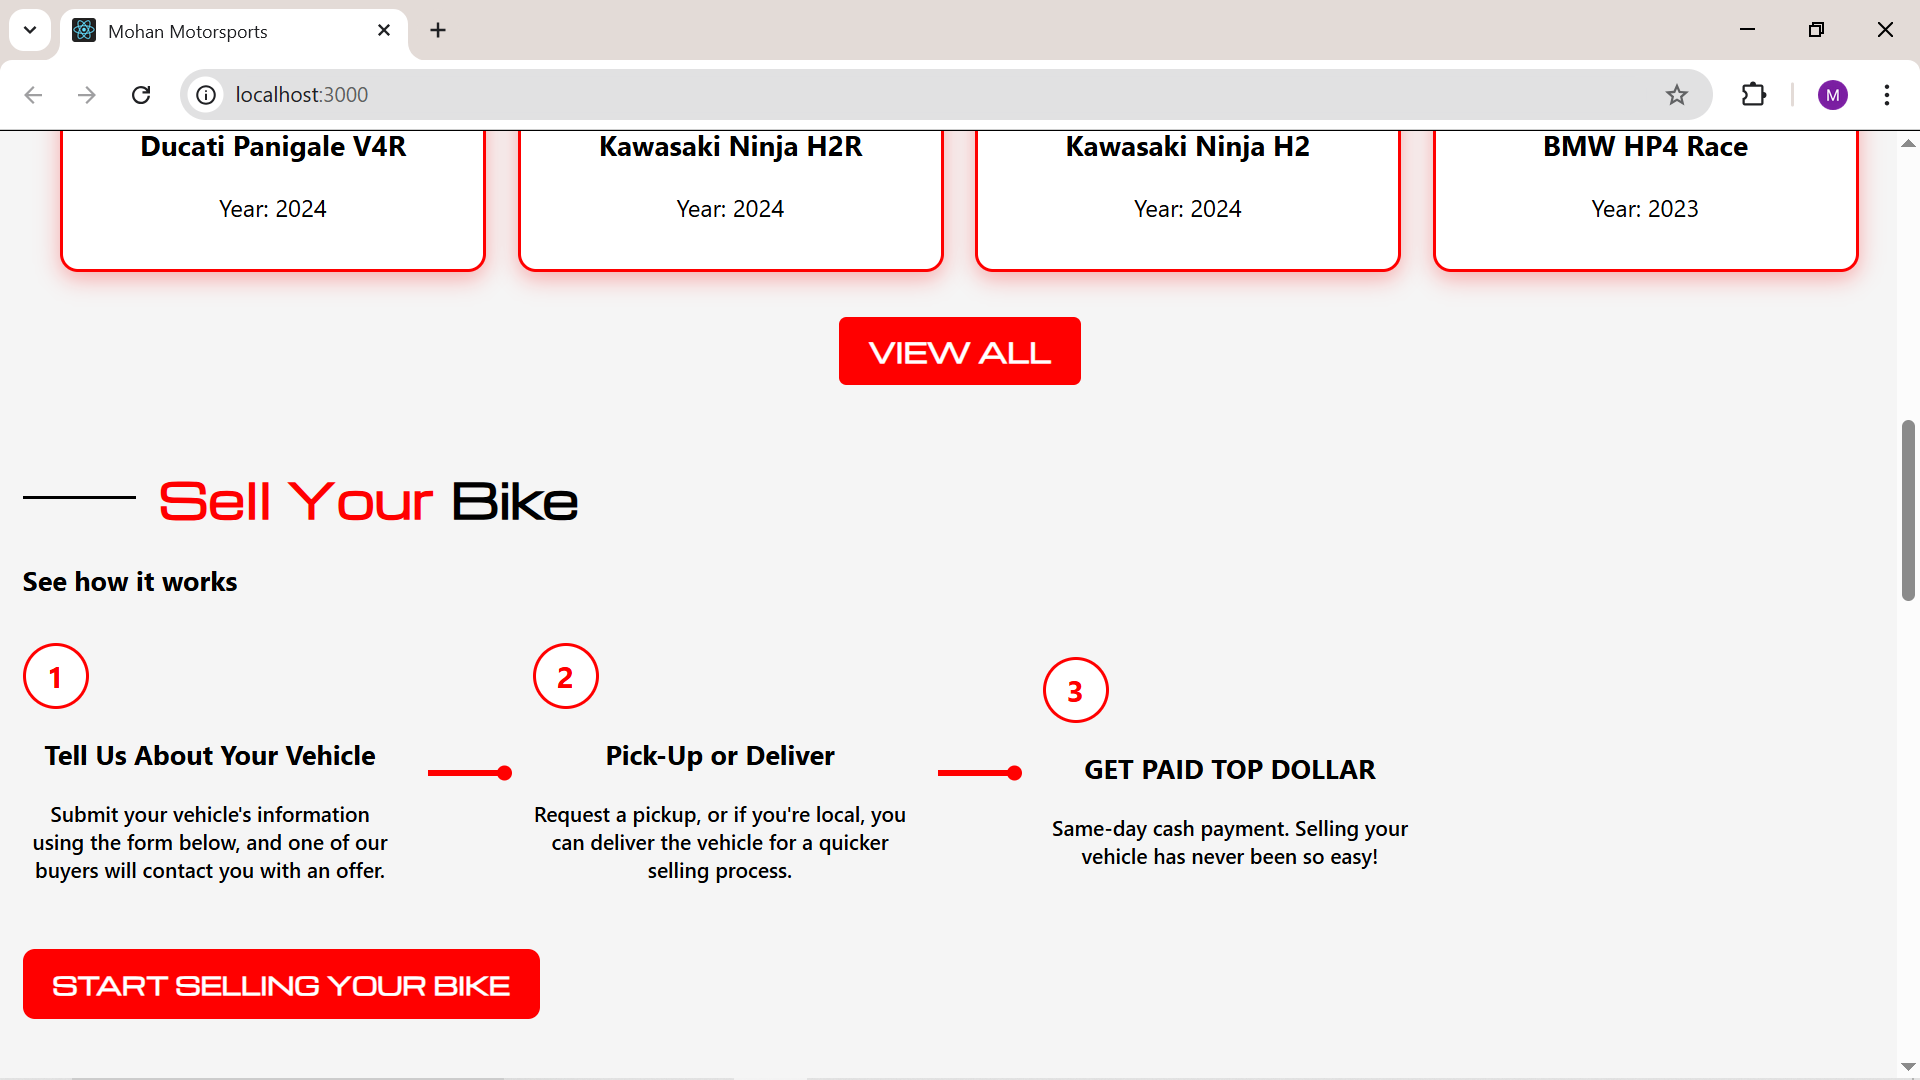 Mohan Motorsports
localhost:3000
M
Ducati Panigale V4R
Year: 2024
Kawasaki Ninja H2R
Year: 2024
Kawasaki Ninja H2
Year: 2024
BMW HP4 Race
Year: 2023
VIEW ALL
Sell Your Bike
See how it works
1
Tell Us About Your Vehicle
Submit your vehicle's information
using the form below, and one of our
buyers will contact you with an offer.
2
Pick-Up or Deliver
Request a pickup, or if you're local, you
can deliver the vehicle for a quicker
selling process.
3
GET PAID TOP DOLLAR
Same-day cash payment. Selling your
vehicle has never been so easy!
START SELLING YOUR BIKE